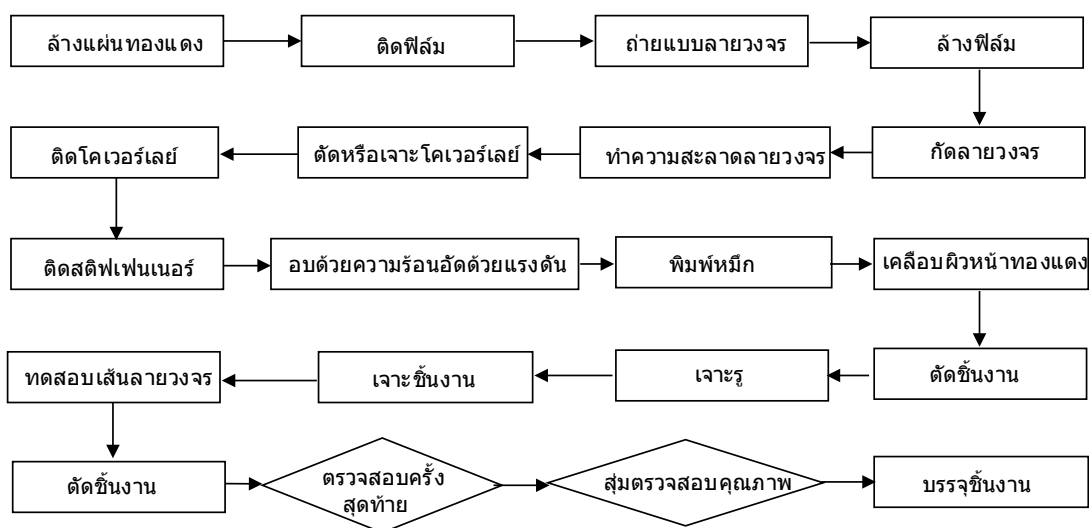 ล้างแผ่นทองแดง
ติดฟิล์ม
ถ่ายแบบลายวงจร
ล้างฟิล์ม
กัดลายวงจร
ทำความสะลาดลายวงจร
ตัดหรือเจาะโคเวอร์เลย์
ติดโคเวอร์เลย์
ติดสติฟเฟนเนอร์
อบด้วยความร้อนอัดด้วยแรงดัน
พิมพ์หมึก
เคลือบผิวหน้าทองแดง
ตัดชิ้นงาน
เจาะรู
เจาะชิ้นงาน
ทดสอบเส้นลายวงจร
ตัดชิ้นงาน
ตรวจสอบครั้ง
สุดท้าย
สุ่มตรวจสอบคุณภาพ
บรรจุชิ้นงาน